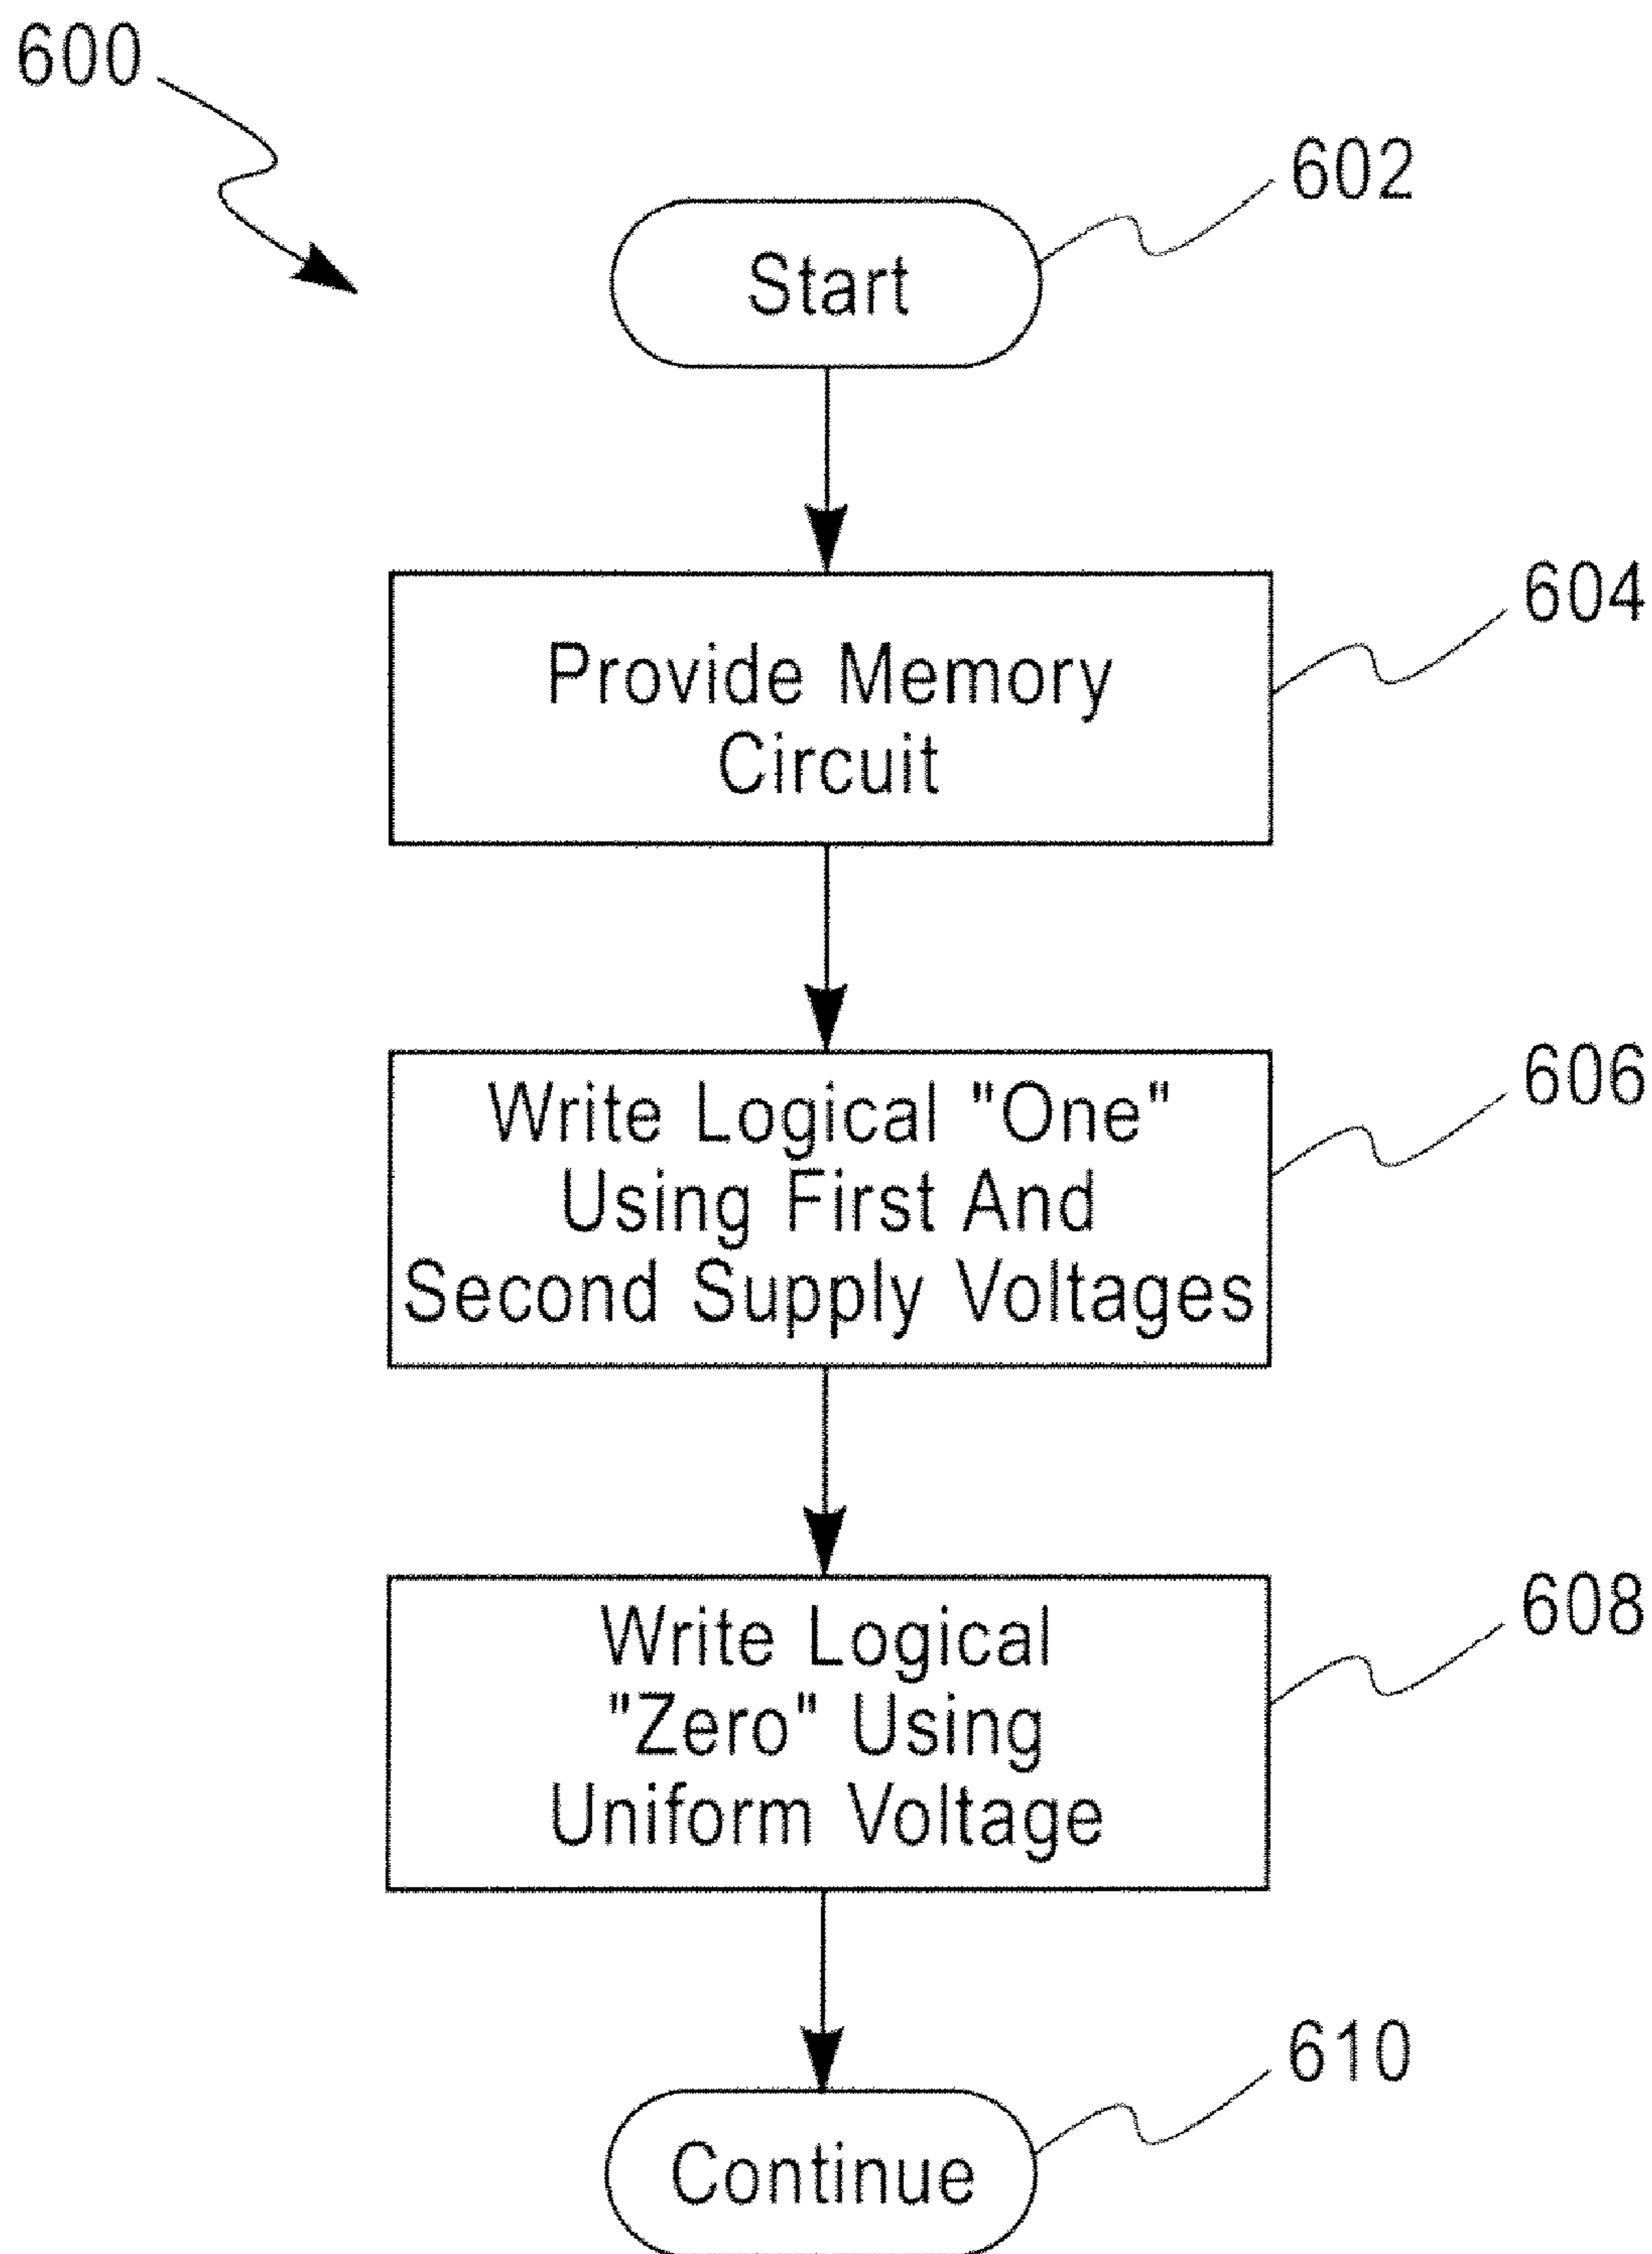 600
602
Start
604
Provide Memory
Circuit
606
Write Logical "One"
Using First And
Second Supply Voltages
608
Write Logical
"Zero" Using
Uniform Voltage
610
Continue